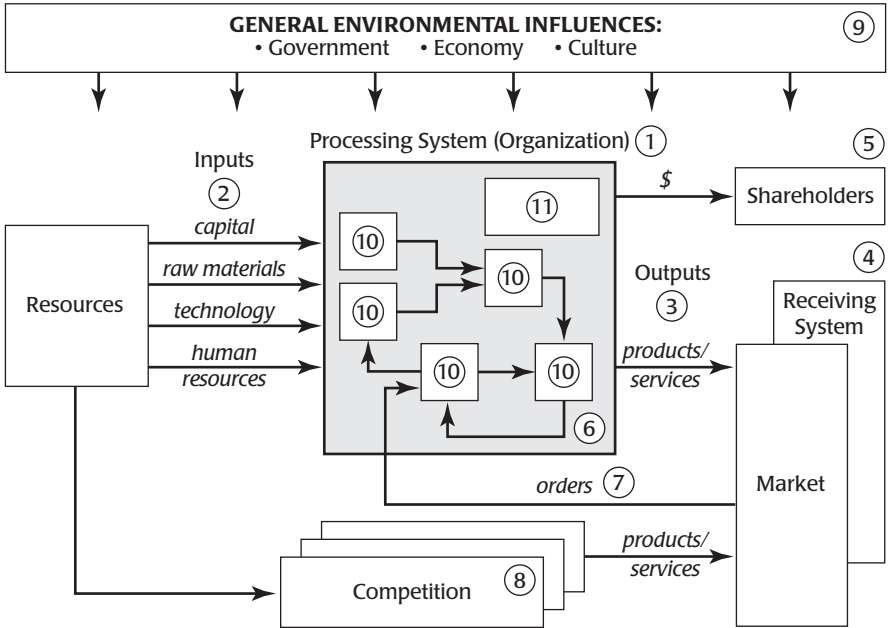 GENERAL ENVIRONMENTAL INFLUENCES:
• Government • Economy • Culture
9
Processing System (Organization) 1
Inputs
2
5
$
Shareholders
11
capital
10
raw materials
10
Resources
technology
10
human
resources
Outputs
3
4
Receiving
System
products/
services
10
10
6
orders 7
Market
products/
services
Competition 8